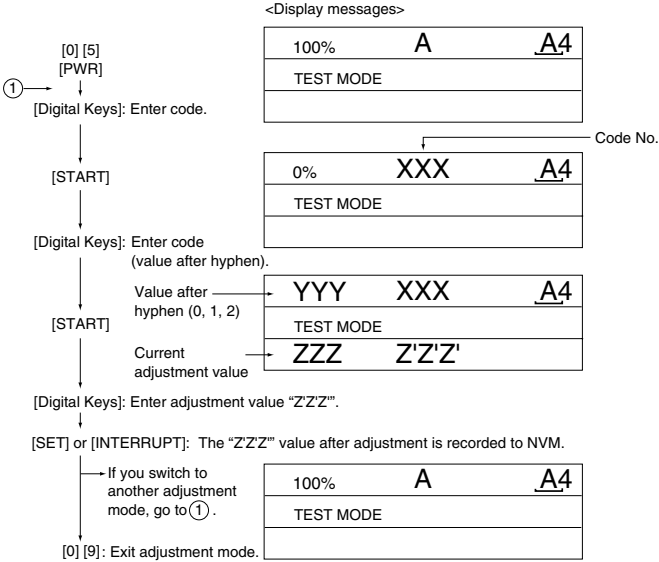 <Display messages>
[0] [5]
[PWR]
100% A A4
TEST MODE
1
[Digital Keys]: Enter code.
Code No.
[START]
0% XXX A4
TEST MODE
[Digital Keys]: Enter code
(value after hyphen).
Value after
hyphen (0, 1, 2)
YYY XXX A4
TEST MODE
[START]
Current
adjustment value
ZZZ Z'Z'Z'
[Digital Keys]: Enter adjustment value “Z'Z'Z'”.
[SET] or [INTERRUPT]: The “Z'Z'Z'” value after adjustment is recorded to NVM.
If you switch to
another adjustment
mode, go to 1 .
100% A A4
TEST MODE
[0] [9]: Exit adjustment mode.